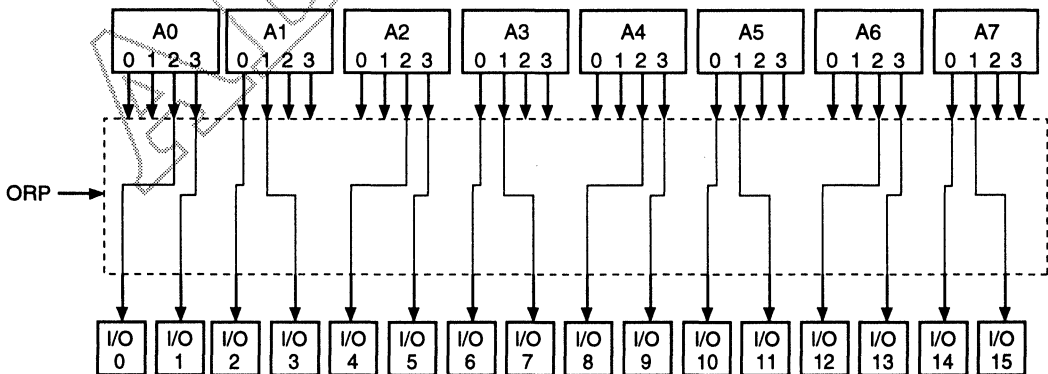 A0 A1 A2 A3 A4 A5 A6 A7
0 1 2 3 0 1 2 3 0 1 2 3 0 1 2 3 0 1 2 3 0 1 2 3 0 1 2 3 0 1 2 3
ORP
I/O I/O I/O I/O I/O I/O I/O I/O I/O I/O I/O I/O I/O I/O I/O I/O
0 1 2 3 4 5 6 7 8 9 10 11 12 13 14 15